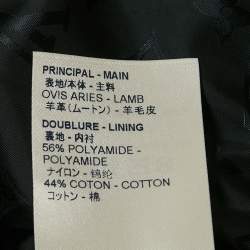 PRINCIPAL - MAIN
表地/本体 - 主料
OVIS ARIES - LAMB
羊革(ムートン) - 羊毛皮
DOUBLURE - LINING
裏地 - 内衬
56% POLYAMIDE -
POLYAMIDE
ナイロン - 锦纶
44% COTON - COTTON
コットン - 棉